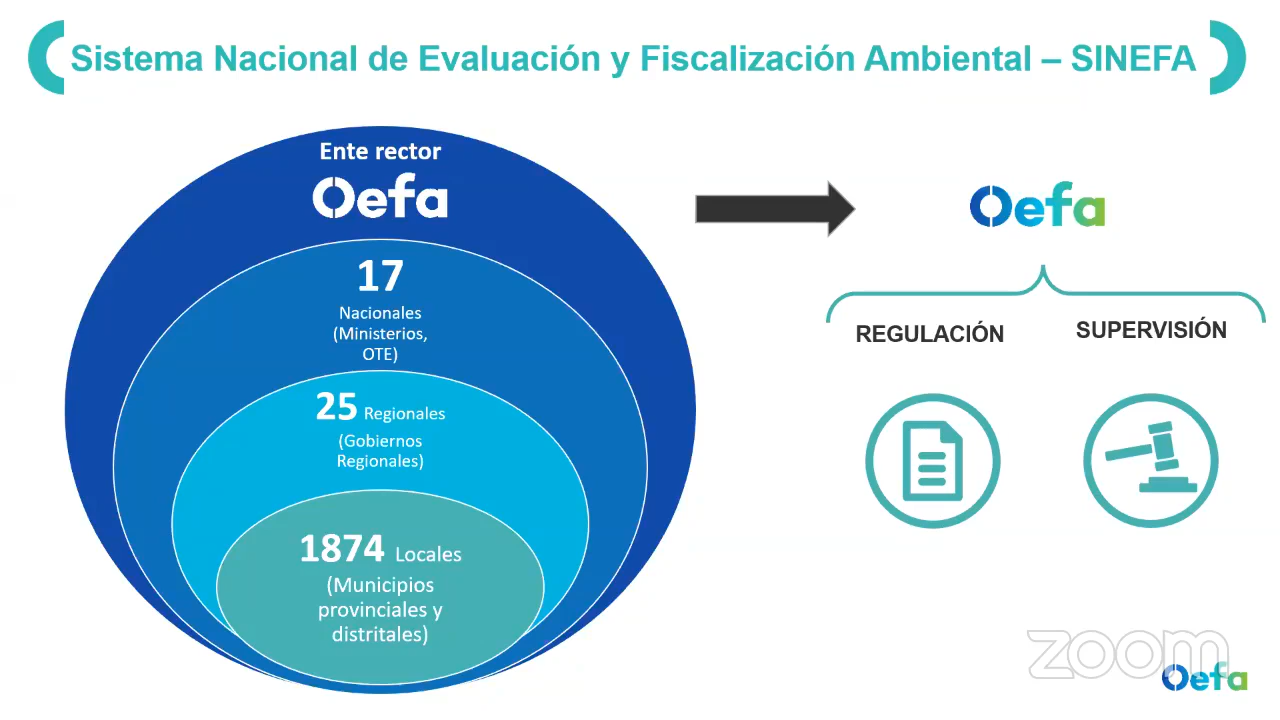 Sistema Nacional de Evaluación y Fiscalización Ambiental – SINEFA
Ente rector
Oefa
17
Nacionales
(Ministerios,
OTE)
25 Regionales
(Gobiernos
Regionales)
1874 Locales
(Municipios
provinciales y
distritales)
Oefa
REGULACIÓN
SUPERVISIÓN
zoom
Oefa